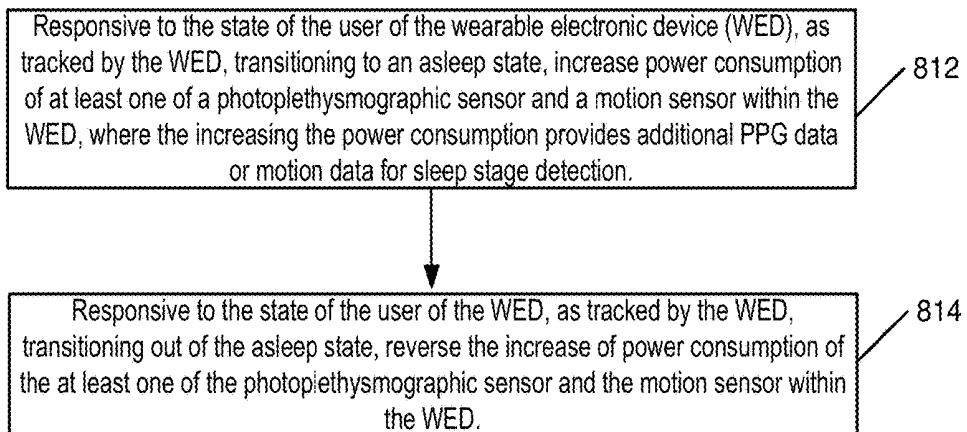 Responsive to the state of the user of the wearable electronic device (WED), as
tracked by the WED, transitioning to an asleep state, increase power consumption
of at least one of a photoplethysmographic sensor and a motion sensor within the
WED, where the increasing the power consumption provides additional PPG data
or motion data for sleep stage detection.
812
Responsive to the state of the user of the WED, as tracked by the WED,
transitioning out of the asleep state, reverse the increase of power consumption of
the at least one of the photoplethysmographic sensor and the motion sensor within
the WED.
814